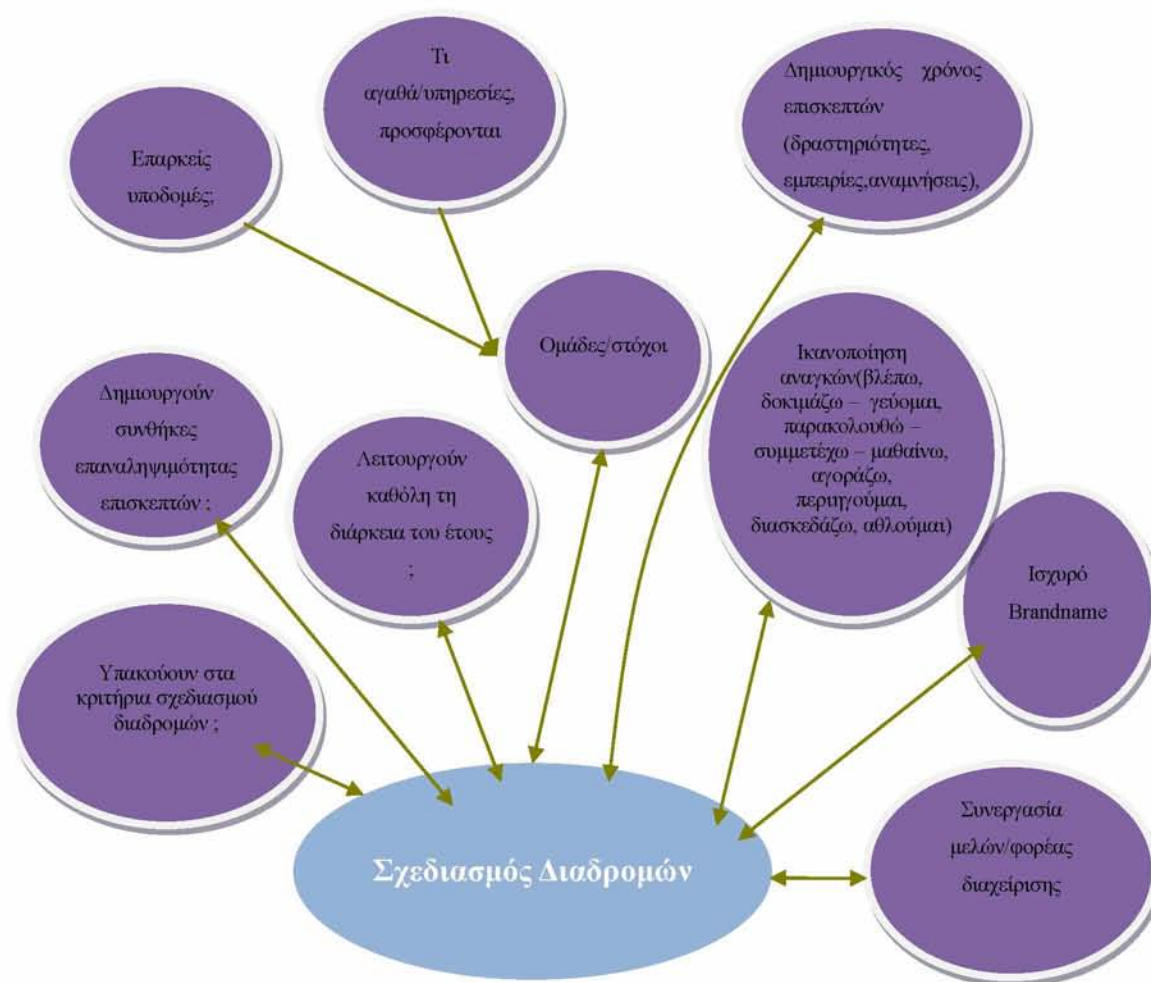 Τι
αγαθά/υπηρεσίες,
προσφέρονται
Επαρκείς
υποδομές;
Δημιουργικός χρόνος
επισκεπτών
(δραστηριότητες,
εμπειρίες,αναμνήσεις),
Ομάδες/στόχοι
Ικανοποίηση
αναγκών(βλέπω,
δοκιμάζω – γεύομαι,
παρακολουθώ –
συμμετέχω – μαθαίνω,
αγοράζω,
περιηγούμαι,
διασκεδάζω, αθλούμαι)
Δημιουργούν
συνθήκες
επαναληψιμότητας
επισκεπτών ;
Λειτουργούν
καθόλη τη
διάρκεια του έτους
;
Ισχυρό
Brandname
Υπακούουν στα
κριτήρια σχεδιασμού
διαδρομών ;
Συνεργασία
μελών/φορέας
διαχείρισης
Σχεδιασμός Διαδρομών